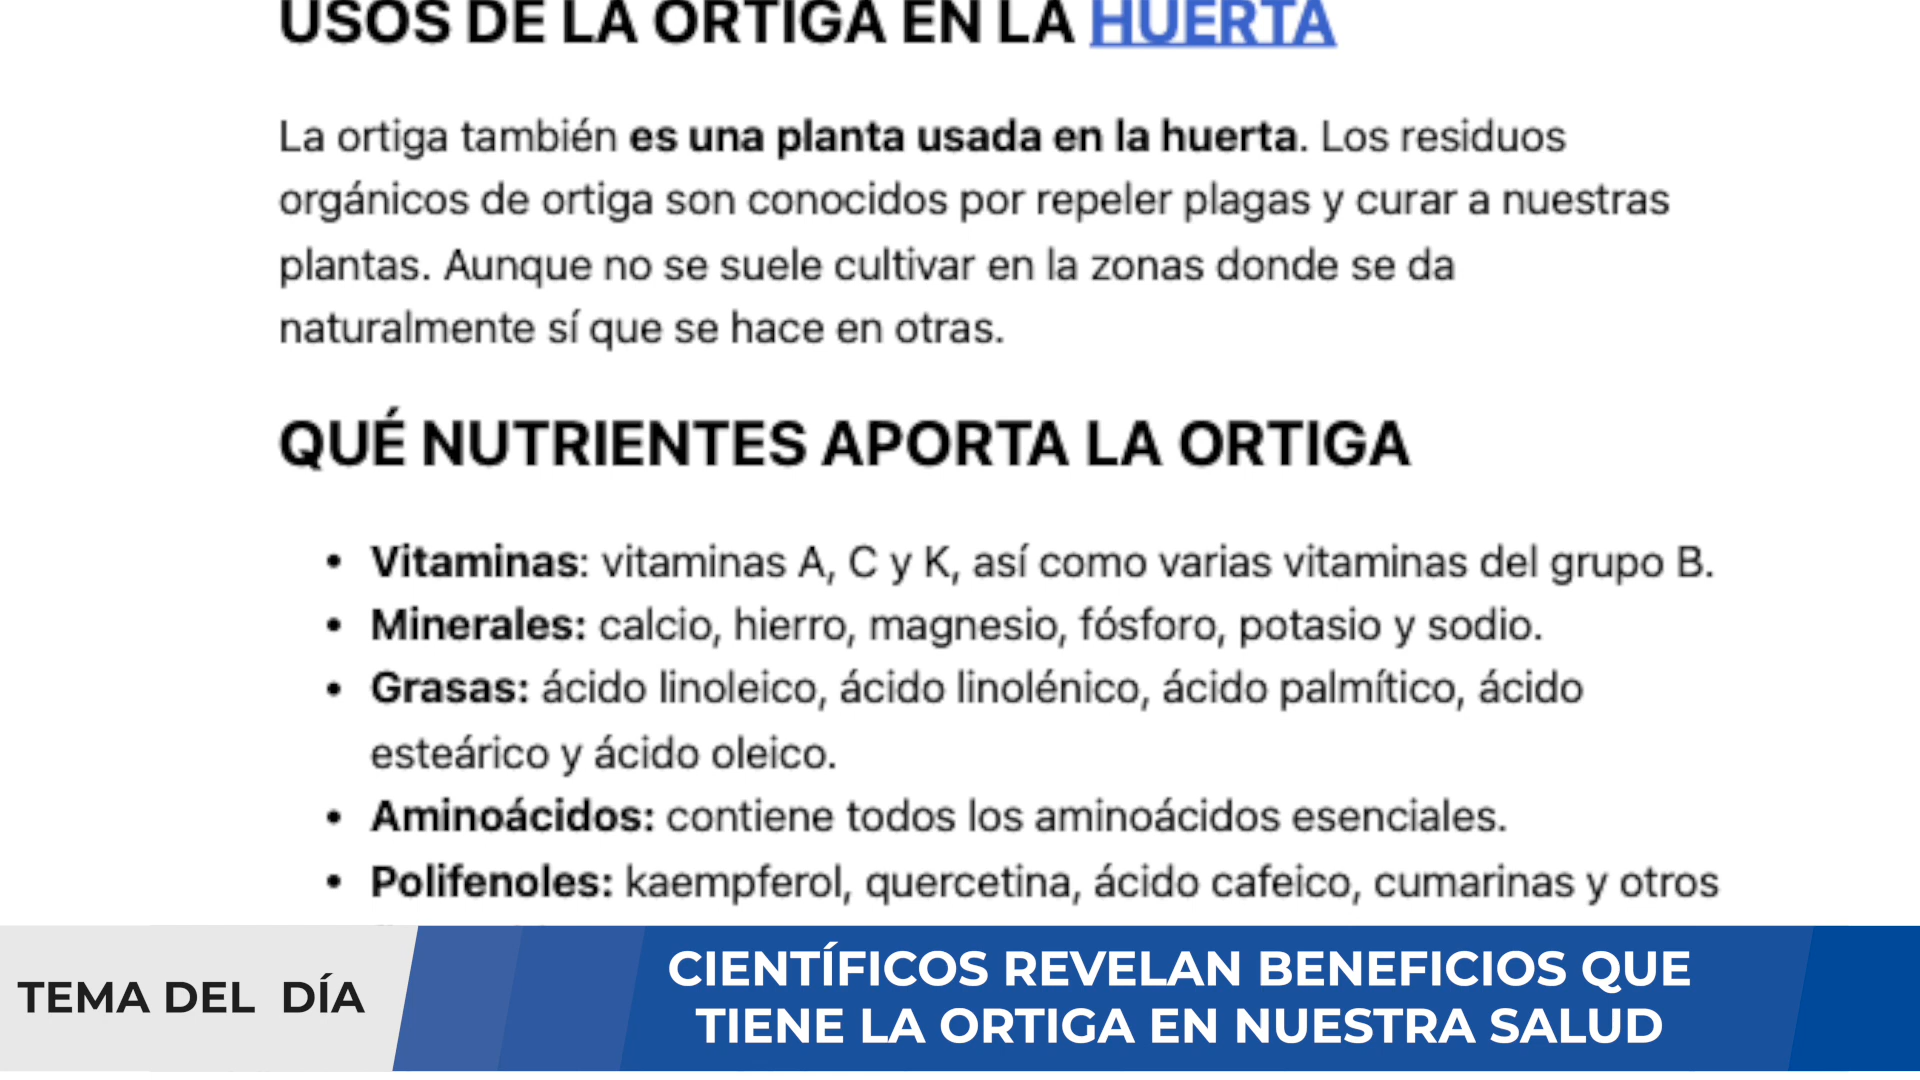 USOS DE LA ORTIGA EN LA HUERTA
La ortiga también es una planta usada en la huerta. Los residuos
orgánicos de ortiga son conocidos por repeler plagas y curar a nuestras
plantas. Aunque no se suele cultivar en la zonas donde se da
naturalmente sí que se hace en otras.
QUÉ NUTRIENTES APORTA LA ORTIGA
• Vitaminas: vitaminas A, C y K, así como varias vitaminas del grupo B.
• Minerales: calcio, hierro, magnesio, fósforo, potasio y sodio.
• Grasas: ácido linoleico, ácido linolénico, ácido palmítico, ácido
esteárico y ácido oleico.
• Aminoácidos: contiene todos los aminoácidos esenciales.
• Polifenoles: kaempferol, quercetina, ácido cafeico, cumarinas y otros
TEMA DEL DÍA
CIENTÍFICOS REVELAN BENEFICIOS QUE
TIENE LA ORTIGA EN NUESTRA SALUD